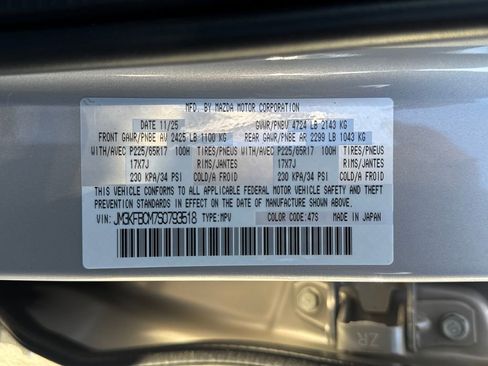 MFD. BY MAZDA MOTOR CORPORATION
DATE 11/25 GVWR/PNBV 4724 LB 2143 KG
FRONT GAWR/PNBE AV 2425 LB 1100 KG REAR GAWR/PNBE AR 2299 LB 1043 KG
WITH/AVEC P225/65R17 100H TIRES/PNEUS WITH/AVEC P225/65R17 100H TIRES/PNEUS
17X7J RIMS/JANTES 17X7J RIMS/JANTES
230 KPA/34 PSI COLD/A FROID 230 KPA/34 PSI COLD/A FROID
THIS VEHICLE CONFORMS TO ALL APPLICABLE FEDERAL MOTOR VEHICLE SAFETY AND THEFT
PREVENTION STANDARDS IN EFFECT ON THE DATE OF MANUFACTURE SHOWN ABOVE.
VIN: JM3KFBCM7S0793518 TYPE:MPV COLOR CODE:47S MADE IN JAPAN
ZR